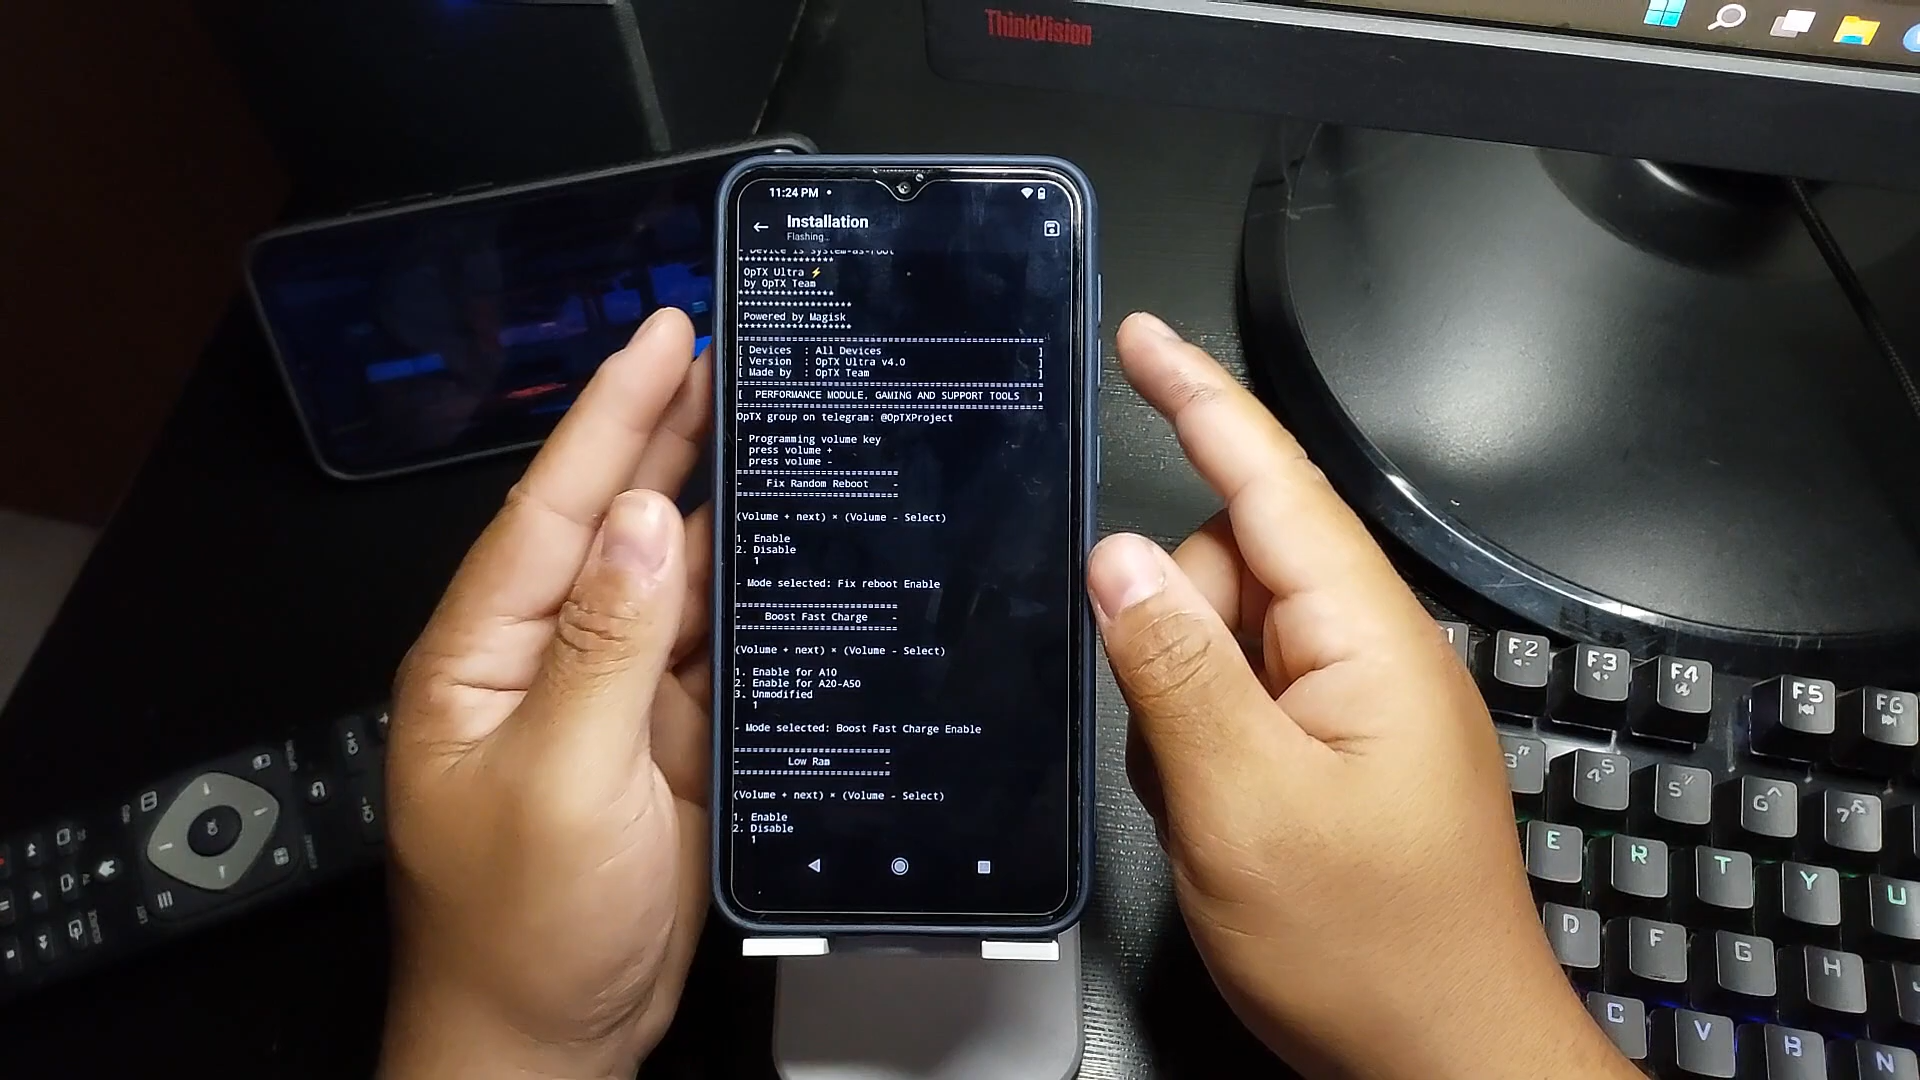 ThinkVision
11:24 PM
Installation
Flashing...
- Device is system-as-root
****************
OpTX Ultra ⚡
by OpTX Team
****************
*******************
Powered by Magisk
*******************
==================================================
[ Devices : All Devices ]
[ Version : OpTX Ultra v4.0 ]
[ Made by : OpTX Team ]
==================================================
[ PERFORMANCE MODULE, GAMING AND SUPPORT TOOLS ]
==================================================
OpTX group on telegram: @OpTXProject
- Programming volume key
press volume +
press volume -
===========================
- Fix Random Reboot -
===========================
(Volume + next) × (Volume - Select)
1. Enable
2. Disable
1
- Mode selected: Fix reboot Enable
===========================
- Boost Fast Charge -
===========================
(Volume + next) × (Volume - Select)
1. Enable for A10
2. Enable for A20-A50
3. Unmodified
1
- Mode selected: Boost Fast Charge Enable
==========================
- Low Ram -
==========================
(Volume + next) × (Volume - Select)
1. Enable
2. Disable
1
F2
F3
F4
F5
F6
E
R
T
Y
U
D
F
G
H
C
V
B
N